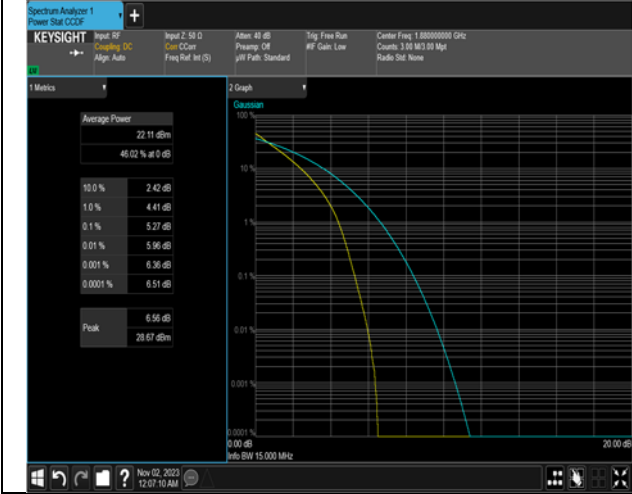 Spectrum Analyzer 1
Power Stat CCDF
+
KEYSIGHT
Input: RF
Coupling: DC
Align: Auto
Input Z: 50 Ω
Corr CCorr
Freq Ref: Int (S)
Atten: 40 dB
Preamp: Off
µW Path: Standard
Trig: Free Run
#IF Gain: Low
Center Freq: 1.880000000 GHz
Counts: 3.00 M/3.00 Mpt
Radio Std: None
1 Metrics
Average Power
22.11 dBm
46.02 % at 0 dB
10.0 % 2.42 dB
1.0 % 4.41 dB
0.1 % 5.27 dB
0.01 % 5.96 dB
0.001 % 6.36 dB
0.0001 % 6.51 dB
Peak
6.56 dB
28.67 dBm
2 Graph
Gaussian
100 %
10 %
1 %
0.1 %
0.01 %
0.001 %
0.0001 %
0.00 dB
20.00 dB
Info BW 15.000 MHz
?
Nov 02, 2023
12:07:10 AM